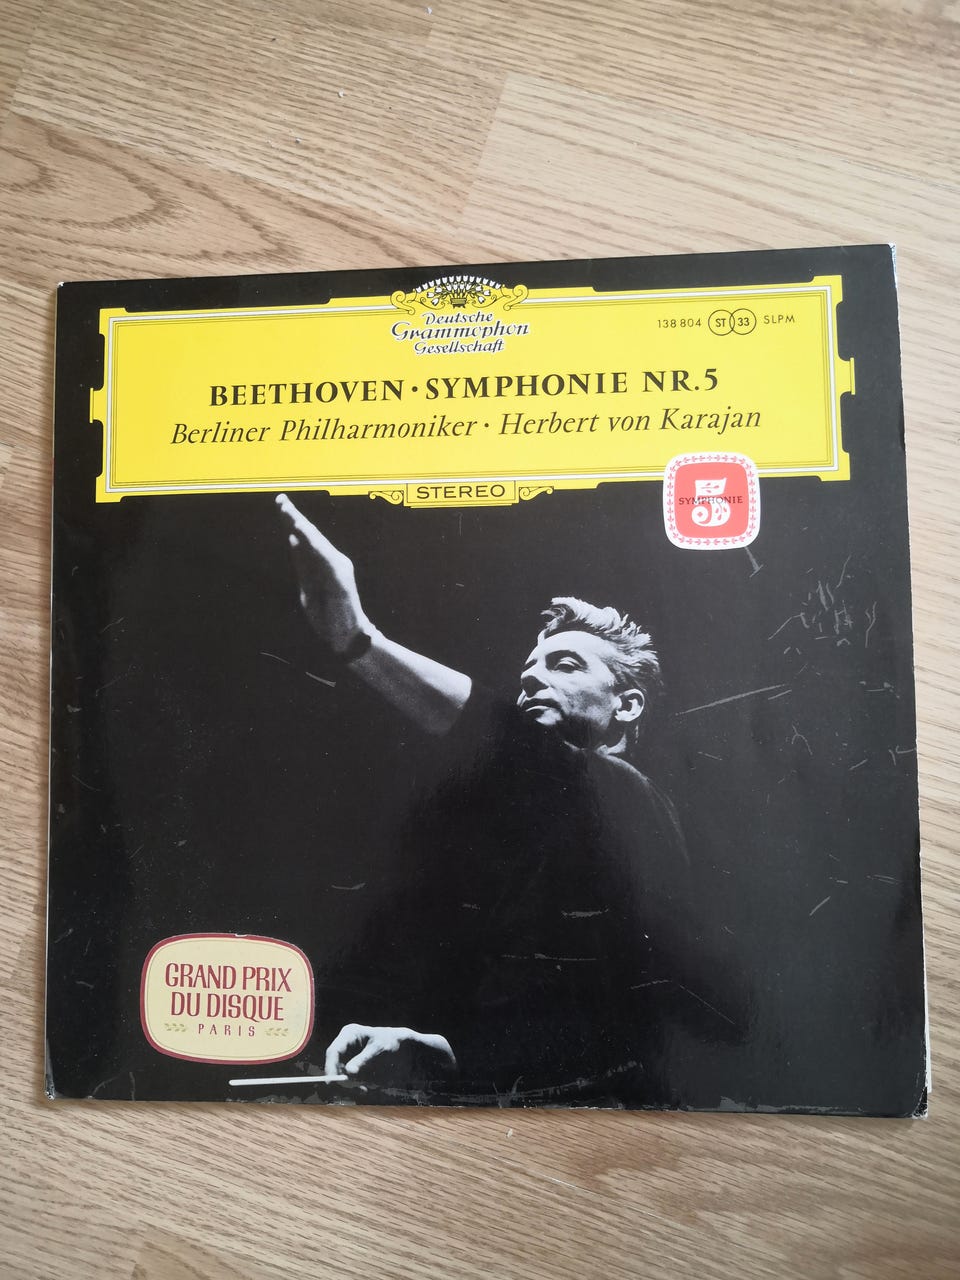 Deutsche
Grammophon
Gesellschaft
138 804 ST 33 SLPM
BEETHOVEN · SYMPHONIE NR. 5
Berliner Philharmoniker · Herbert von Karajan
STEREO
5
SYMPHONIE
GRAND PRIX
DU DISQUE
PARIS